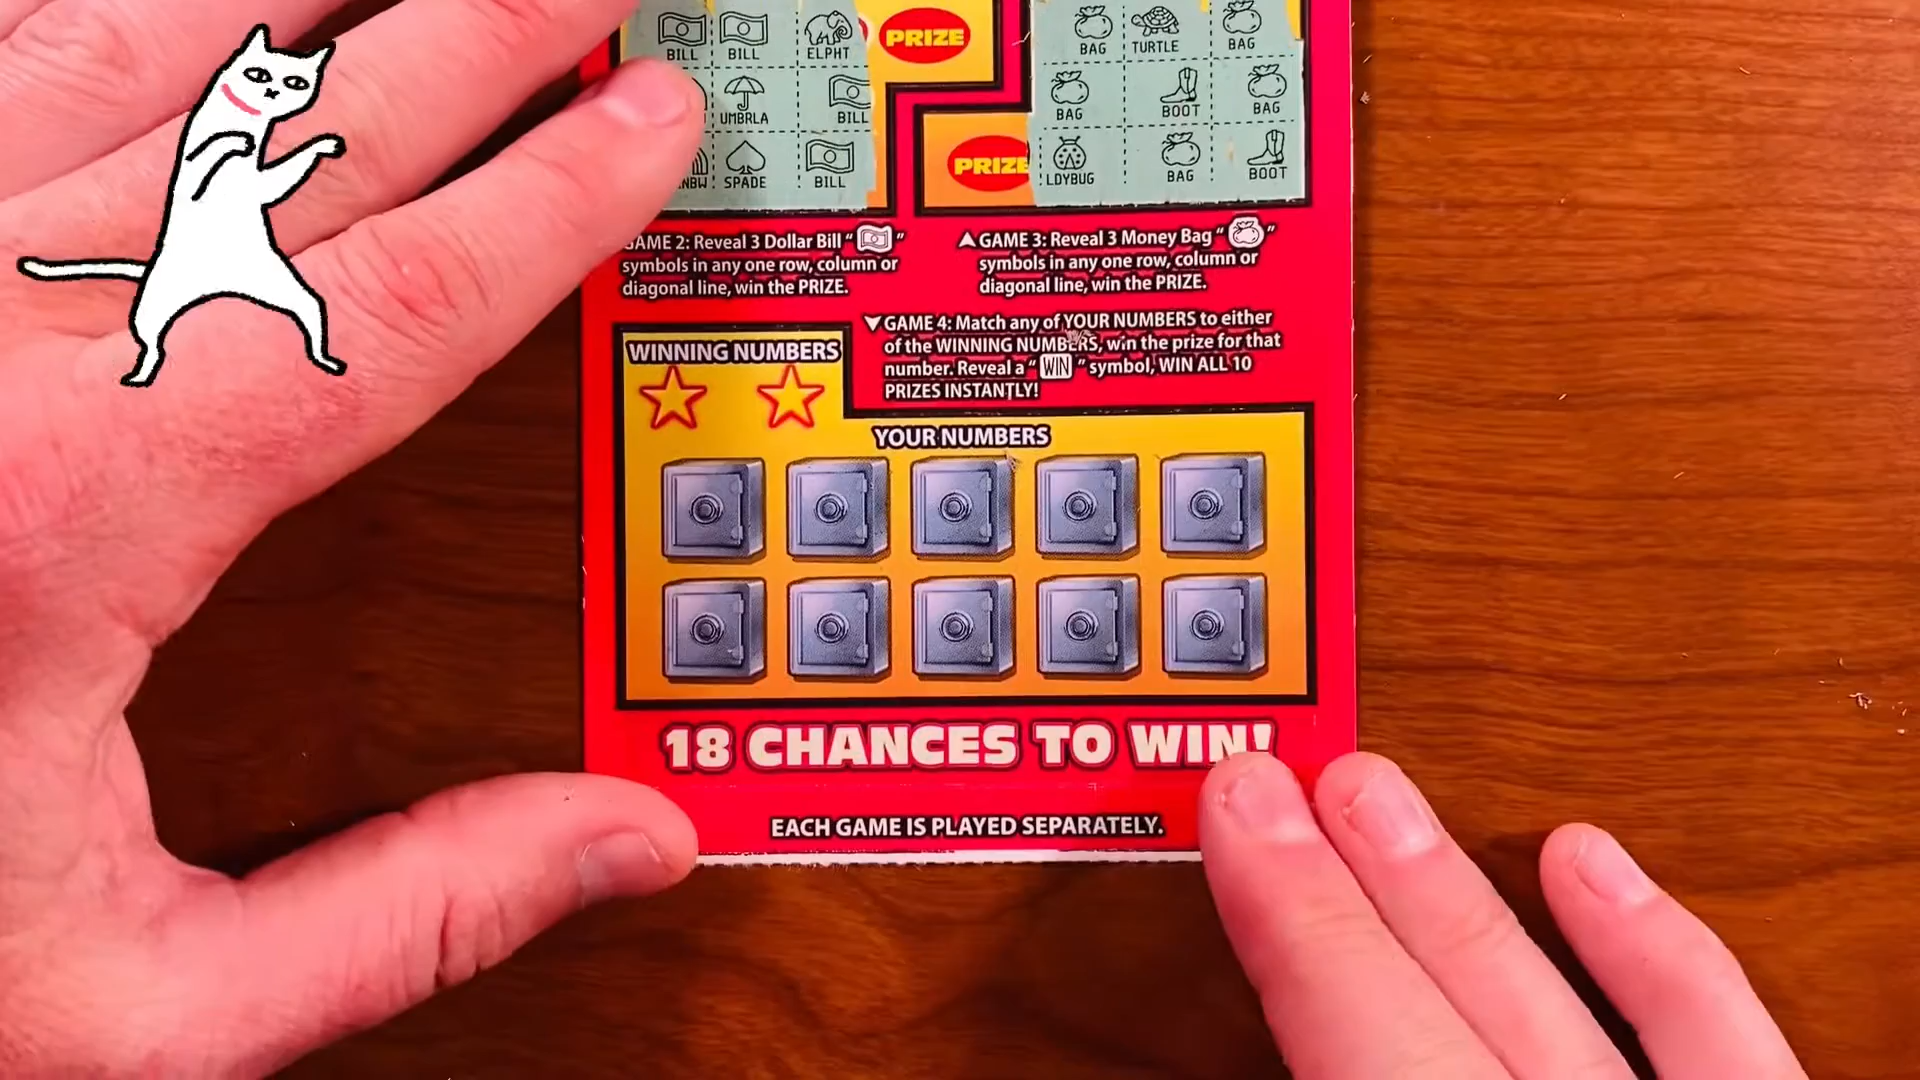 BILL BILL ELPHT
PRIZE
UMBRLA BILL
SPADE BILL
BAG TURTLE BAG
BAG BOOT BAG
PRIZE
LDYBUG BAG BOOT
GAME 2: Reveal 3 Dollar Bill “ ”
symbols in any one row, column or
diagonal line, win the PRIZE.
GAME 3: Reveal 3 Money Bag “ ”
symbols in any one row, column or
diagonal line, win the PRIZE.
GAME 4: Match any of YOUR NUMBERS to either
of the WINNING NUMBERS, win the prize for that
number. Reveal a “ WIN ” symbol, WIN ALL 10
PRIZES INSTANTLY!
WINNING NUMBERS
YOUR NUMBERS
18 CHANCES TO WIN!
EACH GAME IS PLAYED SEPARATELY.